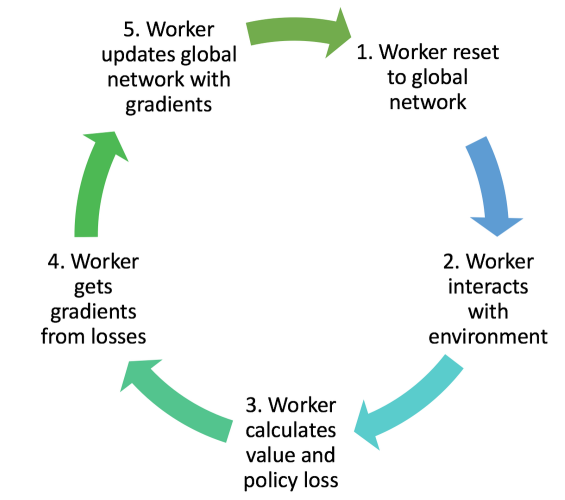 1. Worker reset
to global
network
2. Worker
interacts
with
environment
3. Worker
calculates
value and
policy loss
4. Worker
gets
gradients
from losses
5. Worker
updates global
network with
gradients